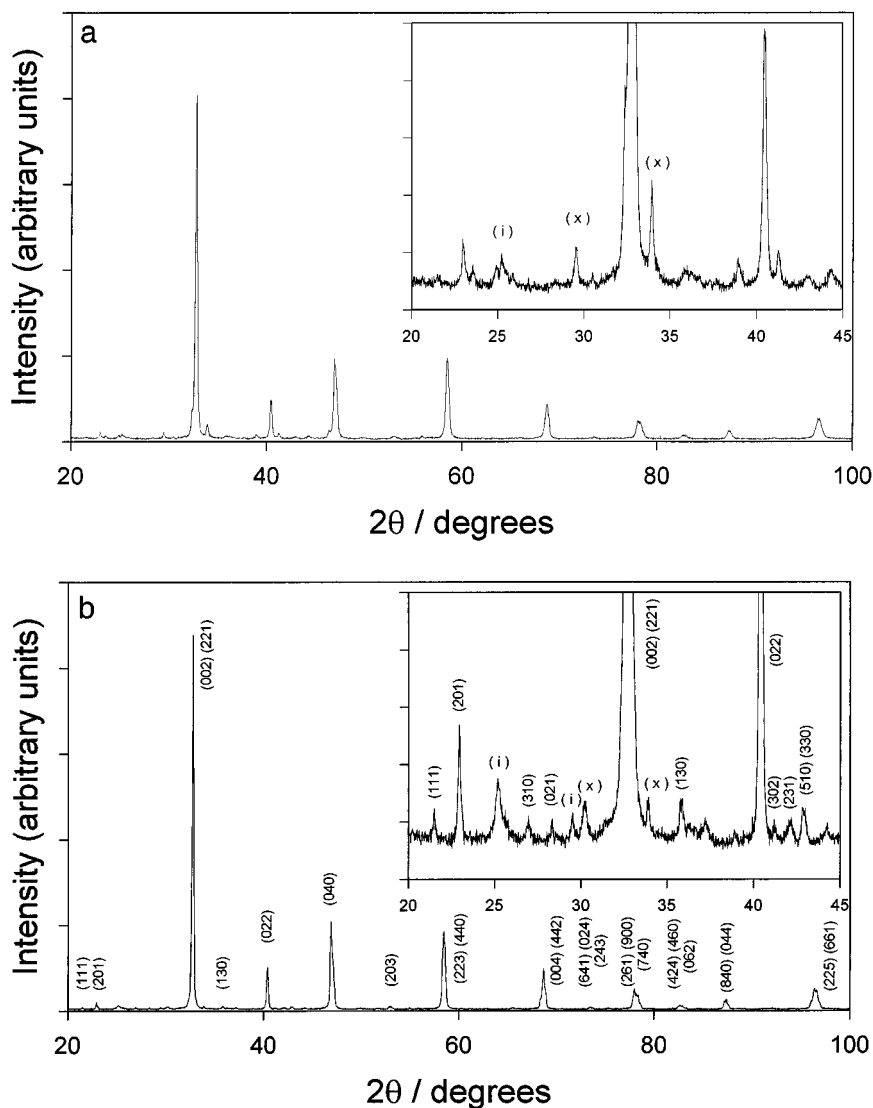 a
Intensity (arbitrary units)
(i)
(x)
(x)
20 25 30 35 40 45
20 40 60 80 100
2θ / degrees
b
Intensity (arbitrary units)
(111)
(201)
(002) (221)
(130)
(022)
(040)
(203)
(223) (440)
(004) (442)
(641) (024)
(243)
(261) (900)
(740)
(424) (460)
(062)
(840) (044)
(225) (661)
(111)
(201)
(i)
(310)
(021)
(i)
(x)
(002) (221)
(x)
(130)
(022)
(302)
(231)
(510) (330)
20 25 30 35 40 45
20 40 60 80 100
2θ / degrees